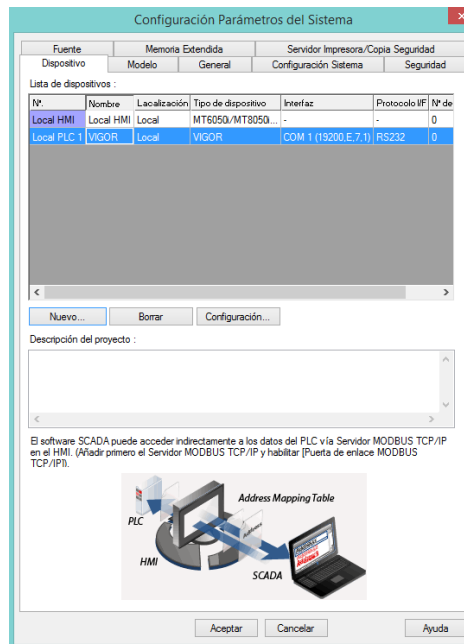 Configuración Parámetros del Sistema
Fuente Memoria Extendida Servidor Impresora/Copia Seguridad
Dispositivo Modelo General Configuración Sistema Seguridad
Lista de dispositivos :
Nº. Nombre Lacalización Tipo de dispositivo Interfaz Protocolo I/F Nº de
Local HMI Local HMI Local MT6050i/MT8050i... - - 0
Local PLC 1 VIGOR Local VIGOR COM 1 (19200,E,7,1) RS232 0
Nuevo... Borrar Configuración...
Descripción del proyecto :
El software SCADA puede acceder indirectamente a los datos del PLC vía Servidor MODBUS TCP/IP
en el HMI. (Añadir primero el Servidor MODBUS TCP/IP y habilitar [Puerta de enlace MODBUS
TCP/IP]).
Address Mapping Table
PLC
HMI
SCADA
Aceptar Cancelar Ayuda